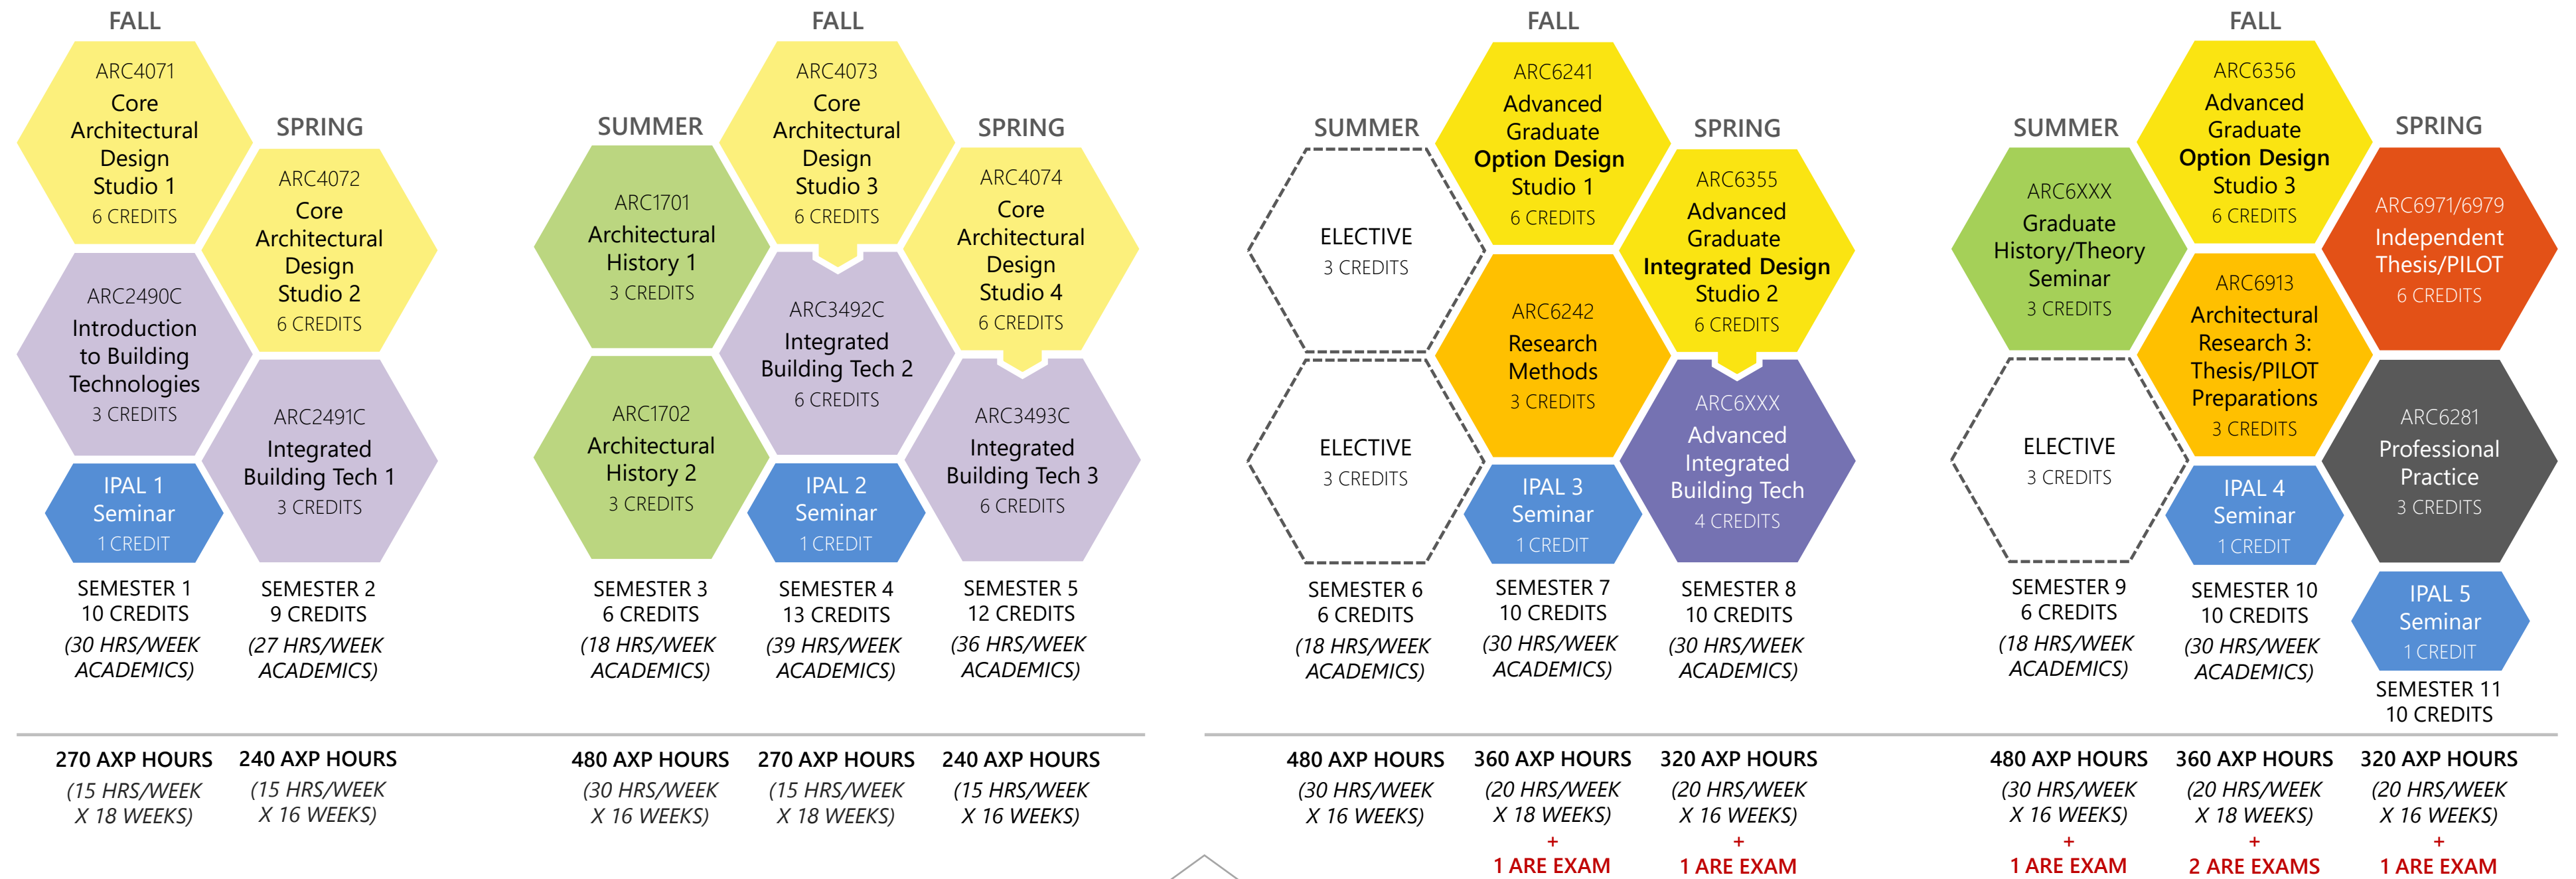 FALL
ARC4071
Core
Architectural
Design
Studio 1
6 CREDITS
ARC2490C
Introduction
to Building
Technologies
3 CREDITS
IPAL 1
Seminar
1 CREDIT
SEMESTER 1
10 CREDITS
(30 HRS/WEEK
ACADEMICS)
270 AXP HOURS
(15 HRS/WEEK
X 18 WEEKS)
SPRING
ARC4072
Core
Architectural
Design
Studio 2
6 CREDITS
ARC2491C
Integrated
Building Tech 1
3 CREDITS
SEMESTER 2
9 CREDITS
(27 HRS/WEEK
ACADEMICS)
240 AXP HOURS
(15 HRS/WEEK
X 16 WEEKS)
SUMMER
ARC1701
Architectural
History 1
3 CREDITS
ARC1702
Architectural
History 2
3 CREDITS
SEMESTER 3
6 CREDITS
(18 HRS/WEEK
ACADEMICS)
480 AXP HOURS
(30 HRS/WEEK
X 16 WEEKS)
FALL
ARC4073
Core
Architectural
Design
Studio 3
6 CREDITS
ARC3492C
Integrated
Building Tech 2
6 CREDITS
IPAL 2
Seminar
1 CREDIT
SEMESTER 4
13 CREDITS
(39 HRS/WEEK
ACADEMICS)
270 AXP HOURS
(15 HRS/WEEK
X 18 WEEKS)
SPRING
ARC4074
Core
Architectural
Design
Studio 4
6 CREDITS
ARC3493C
Integrated
Building Tech 3
6 CREDITS
SEMESTER 5
12 CREDITS
(36 HRS/WEEK
ACADEMICS)
240 AXP HOURS
(15 HRS/WEEK
X 16 WEEKS)
SUMMER
ELECTIVE
3 CREDITS
ELECTIVE
3 CREDITS
SEMESTER 6
6 CREDITS
(18 HRS/WEEK
ACADEMICS)
480 AXP HOURS
(30 HRS/WEEK
X 16 WEEKS)
FALL
ARC6241
Advanced
Graduate
Option Design
Studio 1
6 CREDITS
ARC6242
Research
Methods
3 CREDITS
IPAL 3
Seminar
1 CREDIT
SEMESTER 7
10 CREDITS
(30 HRS/WEEK
ACADEMICS)
360 AXP HOURS
(20 HRS/WEEK
X 18 WEEKS)
+
1 ARE EXAM
SPRING
ARC6355
Advanced
Graduate
Integrated Design
Studio 2
6 CREDITS
ARC6XXX
Advanced
Integrated
Building Tech
4 CREDITS
SEMESTER 8
10 CREDITS
(30 HRS/WEEK
ACADEMICS)
320 AXP HOURS
(20 HRS/WEEK
X 16 WEEKS)
+
1 ARE EXAM
SUMMER
ARC6XXX
Graduate
History/Theory
Seminar
3 CREDITS
ELECTIVE
3 CREDITS
SEMESTER 9
6 CREDITS
(18 HRS/WEEK
ACADEMICS)
480 AXP HOURS
(30 HRS/WEEK
X 16 WEEKS)
+
1 ARE EXAM
FALL
ARC6356
Advanced
Graduate
Option Design
Studio 3
6 CREDITS
ARC6913
Architectural
Research 3:
Thesis/PILOT
Preparations
3 CREDITS
IPAL 4
Seminar
1 CREDIT
SEMESTER 10
10 CREDITS
(30 HRS/WEEK
ACADEMICS)
360 AXP HOURS
(20 HRS/WEEK
X 18 WEEKS)
+
2 ARE EXAMS
SPRING
ARC6971/6979
Independent
Thesis/PILOT
6 CREDITS
ARC6281
Professional
Practice
3 CREDITS
IPAL 5
Seminar
1 CREDIT
SEMESTER 11
10 CREDITS
320 AXP HOURS
(20 HRS/WEEK
X 16 WEEKS)
+
1 ARE EXAM